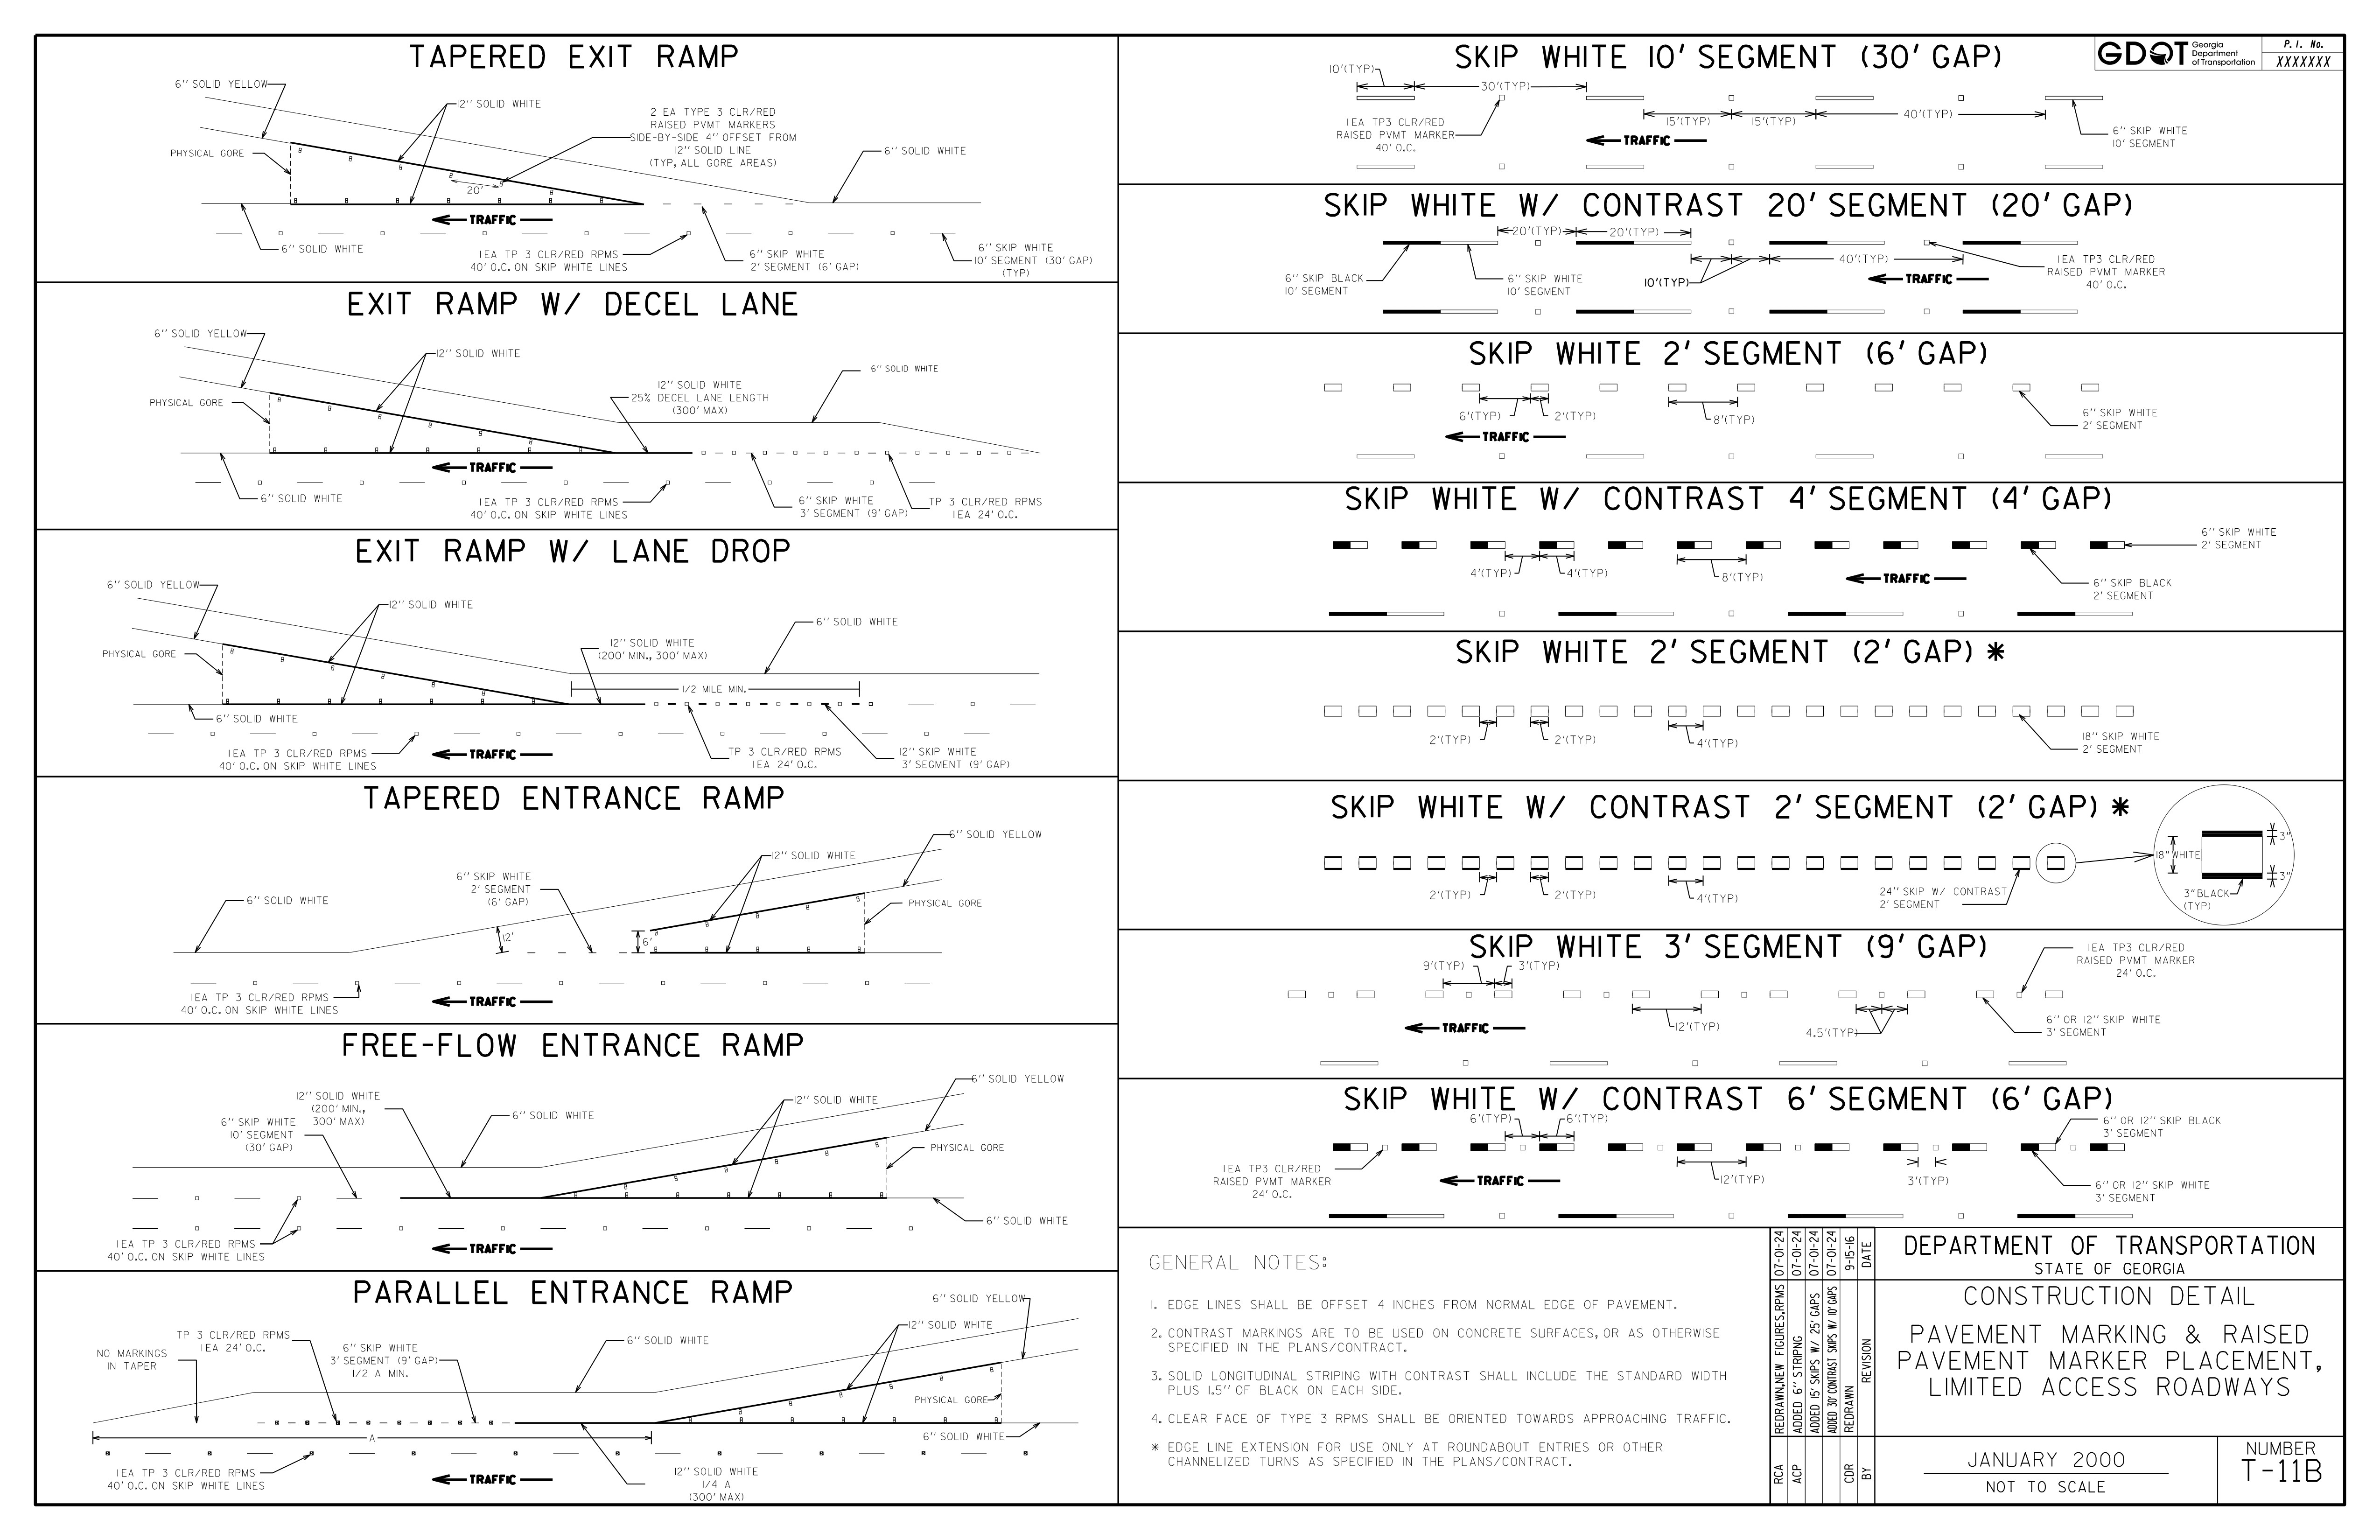 TAPERED EXIT RAMP
6'' SOLID YELLOW
12'' SOLID WHITE
2 EA TYPE 3 CLR/RED
RAISED PVMT MARKERS
SIDE-BY-SIDE 4'' OFFSET FROM
12'' SOLID LINE
(TYP, ALL GORE AREAS)
PHYSICAL GORE
6'' SOLID WHITE
20'
TRAFFIC
6'' SOLID WHITE
1EA TP 3 CLR/RED RPMS
40' O.C. ON SKIP WHITE LINES
6'' SKIP WHITE
2' SEGMENT (6' GAP)
6'' SKIP WHITE
10' SEGMENT (30' GAP)
(TYP)
EXIT RAMP W/ DECEL LANE
6'' SOLID YELLOW
12'' SOLID WHITE
12'' SOLID WHITE
25% DECEL LANE LENGTH
(300' MAX)
6'' SOLID WHITE
PHYSICAL GORE
TRAFFIC
6'' SOLID WHITE
1EA TP 3 CLR/RED RPMS
40' O.C. ON SKIP WHITE LINES
6'' SKIP WHITE
3' SEGMENT (9' GAP)
TP 3 CLR/RED RPMS
1EA 24' O.C.
EXIT RAMP W/ LANE DROP
6'' SOLID YELLOW
12'' SOLID WHITE
6'' SOLID WHITE
PHYSICAL GORE
12'' SOLID WHITE
(200' MIN., 300' MAX)
1/2 MILE MIN.
6'' SOLID WHITE
1EA TP 3 CLR/RED RPMS
40' O.C. ON SKIP WHITE LINES
TRAFFIC
TP 3 CLR/RED RPMS
1EA 24' O.C.
12'' SKIP WHITE
3' SEGMENT (9' GAP)
TAPERED ENTRANCE RAMP
6'' SOLID YELLOW
12'' SOLID WHITE
6'' SKIP WHITE
2' SEGMENT
(6' GAP)
6'' SOLID WHITE
PHYSICAL GORE
12'
6'
1EA TP 3 CLR/RED RPMS
40' O.C. ON SKIP WHITE LINES
TRAFFIC
FREE-FLOW ENTRANCE RAMP
6'' SOLID YELLOW
12'' SOLID WHITE
(200' MIN.,
300' MAX)
12'' SOLID WHITE
6'' SOLID WHITE
6'' SKIP WHITE
10' SEGMENT
(30' GAP)
PHYSICAL GORE
6'' SOLID WHITE
1EA TP 3 CLR/RED RPMS
40' O.C. ON SKIP WHITE LINES
TRAFFIC
PARALLEL ENTRANCE RAMP
6'' SOLID YELLOW
12'' SOLID WHITE
TP 3 CLR/RED RPMS
1EA 24' O.C.
6'' SOLID WHITE
NO MARKINGS
IN TAPER
6'' SKIP WHITE
3' SEGMENT (9' GAP)
1/2 A MIN.
PHYSICAL GORE
A
6'' SOLID WHITE
1EA TP 3 CLR/RED RPMS
40' O.C. ON SKIP WHITE LINES
TRAFFIC
12'' SOLID WHITE
1/4 A
(300' MAX)
SKIP WHITE 10' SEGMENT (30' GAP)
GDOT
Georgia
Department
of Transportation
P. I. No.
XXXXXXX
10'(TYP)
30'(TYP)
1EA TP3 CLR/RED
RAISED PVMT MARKER
40' O.C.
15'(TYP)
15'(TYP)
40'(TYP)
TRAFFIC
6'' SKIP WHITE
10' SEGMENT
SKIP WHITE W/ CONTRAST 20' SEGMENT (20' GAP)
20'(TYP)
20'(TYP)
6'' SKIP BLACK
10' SEGMENT
6'' SKIP WHITE
10' SEGMENT
10'(TYP)
40'(TYP)
TRAFFIC
1EA TP3 CLR/RED
RAISED PVMT MARKER
40' O.C.
SKIP WHITE 2' SEGMENT (6' GAP)
6'(TYP)
2'(TYP)
8'(TYP)
6'' SKIP WHITE
2' SEGMENT
TRAFFIC
SKIP WHITE W/ CONTRAST 4' SEGMENT (4' GAP)
6'' SKIP WHITE
2' SEGMENT
4'(TYP)
4'(TYP)
8'(TYP)
TRAFFIC
6'' SKIP BLACK
2' SEGMENT
SKIP WHITE 2' SEGMENT (2' GAP) *
2'(TYP)
2'(TYP)
4'(TYP)
18'' SKIP WHITE
2' SEGMENT
SKIP WHITE W/ CONTRAST 2' SEGMENT (2' GAP) *
2'(TYP)
2'(TYP)
4'(TYP)
24'' SKIP W/ CONTRAST
2' SEGMENT
3"
18" WHITE
3"
3" BLACK
(TYP)
SKIP WHITE 3' SEGMENT (9' GAP)
9'(TYP)
3'(TYP)
1EA TP3 CLR/RED
RAISED PVMT MARKER
24' O.C.
TRAFFIC
12'(TYP)
4.5'(TYP)
6'' OR 12'' SKIP WHITE
3' SEGMENT
SKIP WHITE W/ CONTRAST 6' SEGMENT (6' GAP)
6'(TYP)
6'(TYP)
6'' OR 12'' SKIP BLACK
3' SEGMENT
1EA TP3 CLR/RED
RAISED PVMT MARKER
24' O.C.
TRAFFIC
12'(TYP)
3'(TYP)
6'' OR 12'' SKIP WHITE
3' SEGMENT
GENERAL NOTES:
1. EDGE LINES SHALL BE OFFSET 4 INCHES FROM NORMAL EDGE OF PAVEMENT.
2. CONTRAST MARKINGS ARE TO BE USED ON CONCRETE SURFACES, OR AS OTHERWISE
SPECIFIED IN THE PLANS/CONTRACT.
3. SOLID LONGITUDINAL STRIPING WITH CONTRAST SHALL INCLUDE THE STANDARD WIDTH
PLUS 1.5'' OF BLACK ON EACH SIDE.
4. CLEAR FACE OF TYPE 3 RPMS SHALL BE ORIENTED TOWARDS APPROACHING TRAFFIC.
* EDGE LINE EXTENSION FOR USE ONLY AT ROUNDABOUT ENTRIES OR OTHER
CHANNELIZED TURNS AS SPECIFIED IN THE PLANS/CONTRACT.
RCA REDRAWN,NEW FIGURES,RPMS 07-01-24
ACP ADDED 6'' STRIPNG 07-01-24
ADDED 15' SKIPS W/ 25' GAPS 07-01-24
ADDED 30' CONTRAST SKIPS W/ 10' GAPS 07-01-24
CDR REDRAWN 9-15-16
BY REVISION DATE
DEPARTMENT OF TRANSPORTATION
STATE OF GEORGIA
CONSTRUCTION DETAIL
PAVEMENT MARKING & RAISED
PAVEMENT MARKER PLACEMENT,
LIMITED ACCESS ROADWAYS
JANUARY 2000
NOT TO SCALE
NUMBER
T-11B